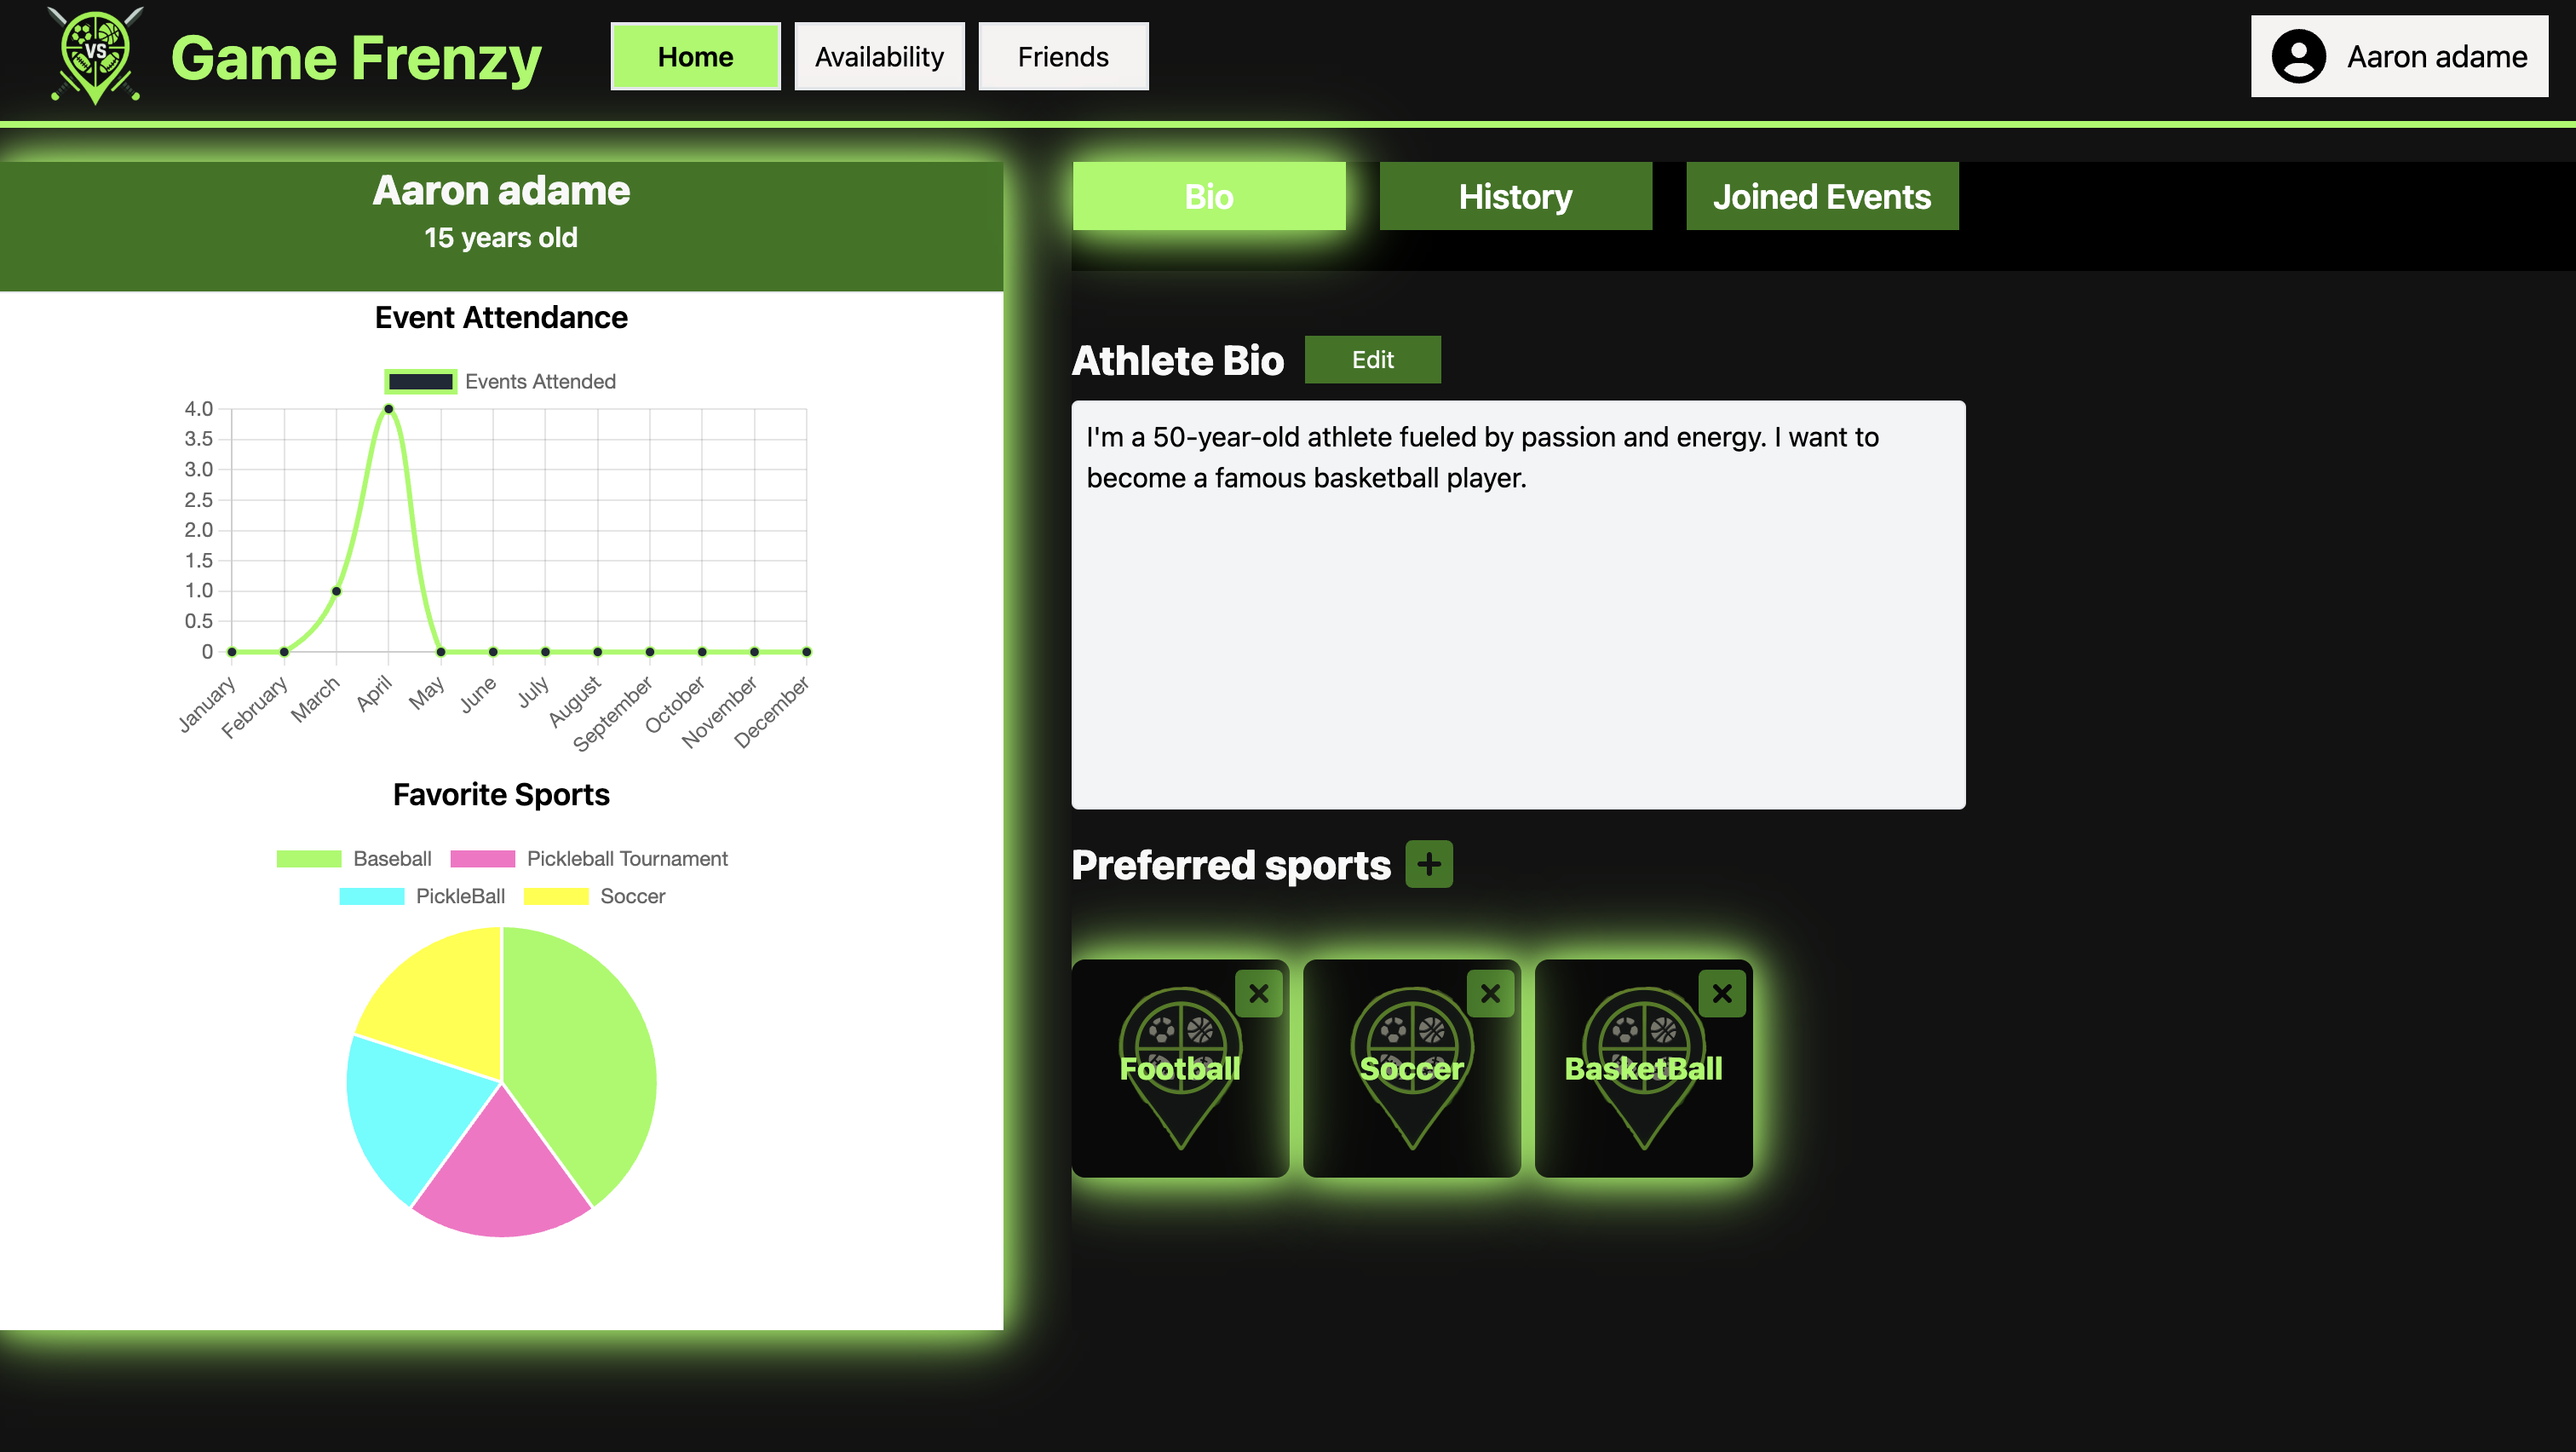 VS
Game Frenzy
Home
Availability
Friends
Aaron adame
Aaron adame
15 years old
Event Attendance
Events Attended
4.0
3.5
3.0
2.5
2.0
1.5
1.0
0.5
0
January
February
March
April
May
June
July
August
September
October
November
December
Favorite Sports
Baseball
Pickleball Tournament
PickleBall
Soccer
Bio
History
Joined Events
Athlete Bio
Edit
I'm a 50-year-old athlete fueled by passion and energy. I want to
become a famous basketball player.
Preferred sports
Football
Soccer
BasketBall